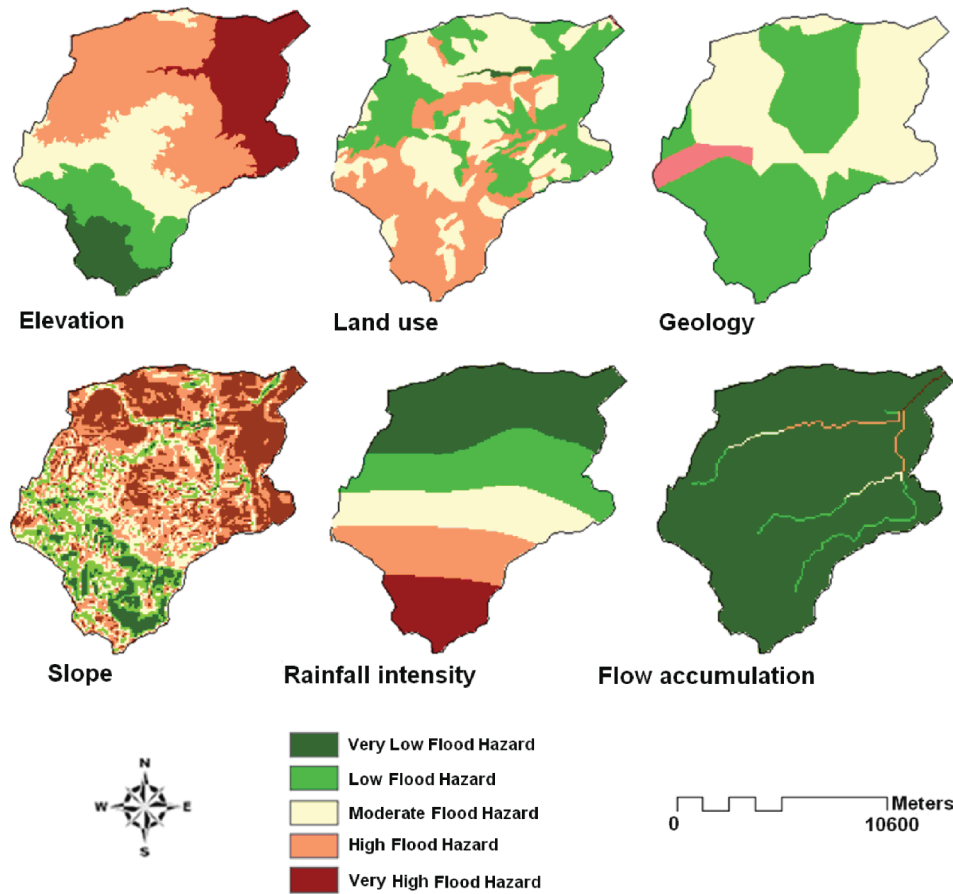 Elevation
Land use
Geology
Slope
Rainfall intensity
Flow accumulation
N
W E
S
Very Low Flood Hazard
Low Flood Hazard
Moderate Flood Hazard
High Flood Hazard
Very High Flood Hazard
Meters
0 10600